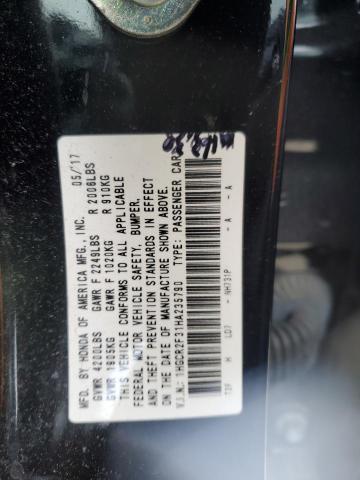 MFD. BY HONDA OF AMERICA MFG., INC. 05/17
GVWR 4200LBS GAWR F 2249LBS R 2006LBS
GVWR 1905KG GAWR F 1020KG R 910KG
THIS VEHICLE CONFORMS TO ALL APPLICABLE
FEDERAL MOTOR VEHICLE SAFETY, BUMPER,
AND THEFT PREVENTION STANDARDS IN EFFECT
ON THE DATE OF MANUFACTURE SHOWN ABOVE.
V.I.N.: 1HGCR2F31HA235790 TYPE: PASSENGER CAR
T2F H LD7 - NH731P - A - A